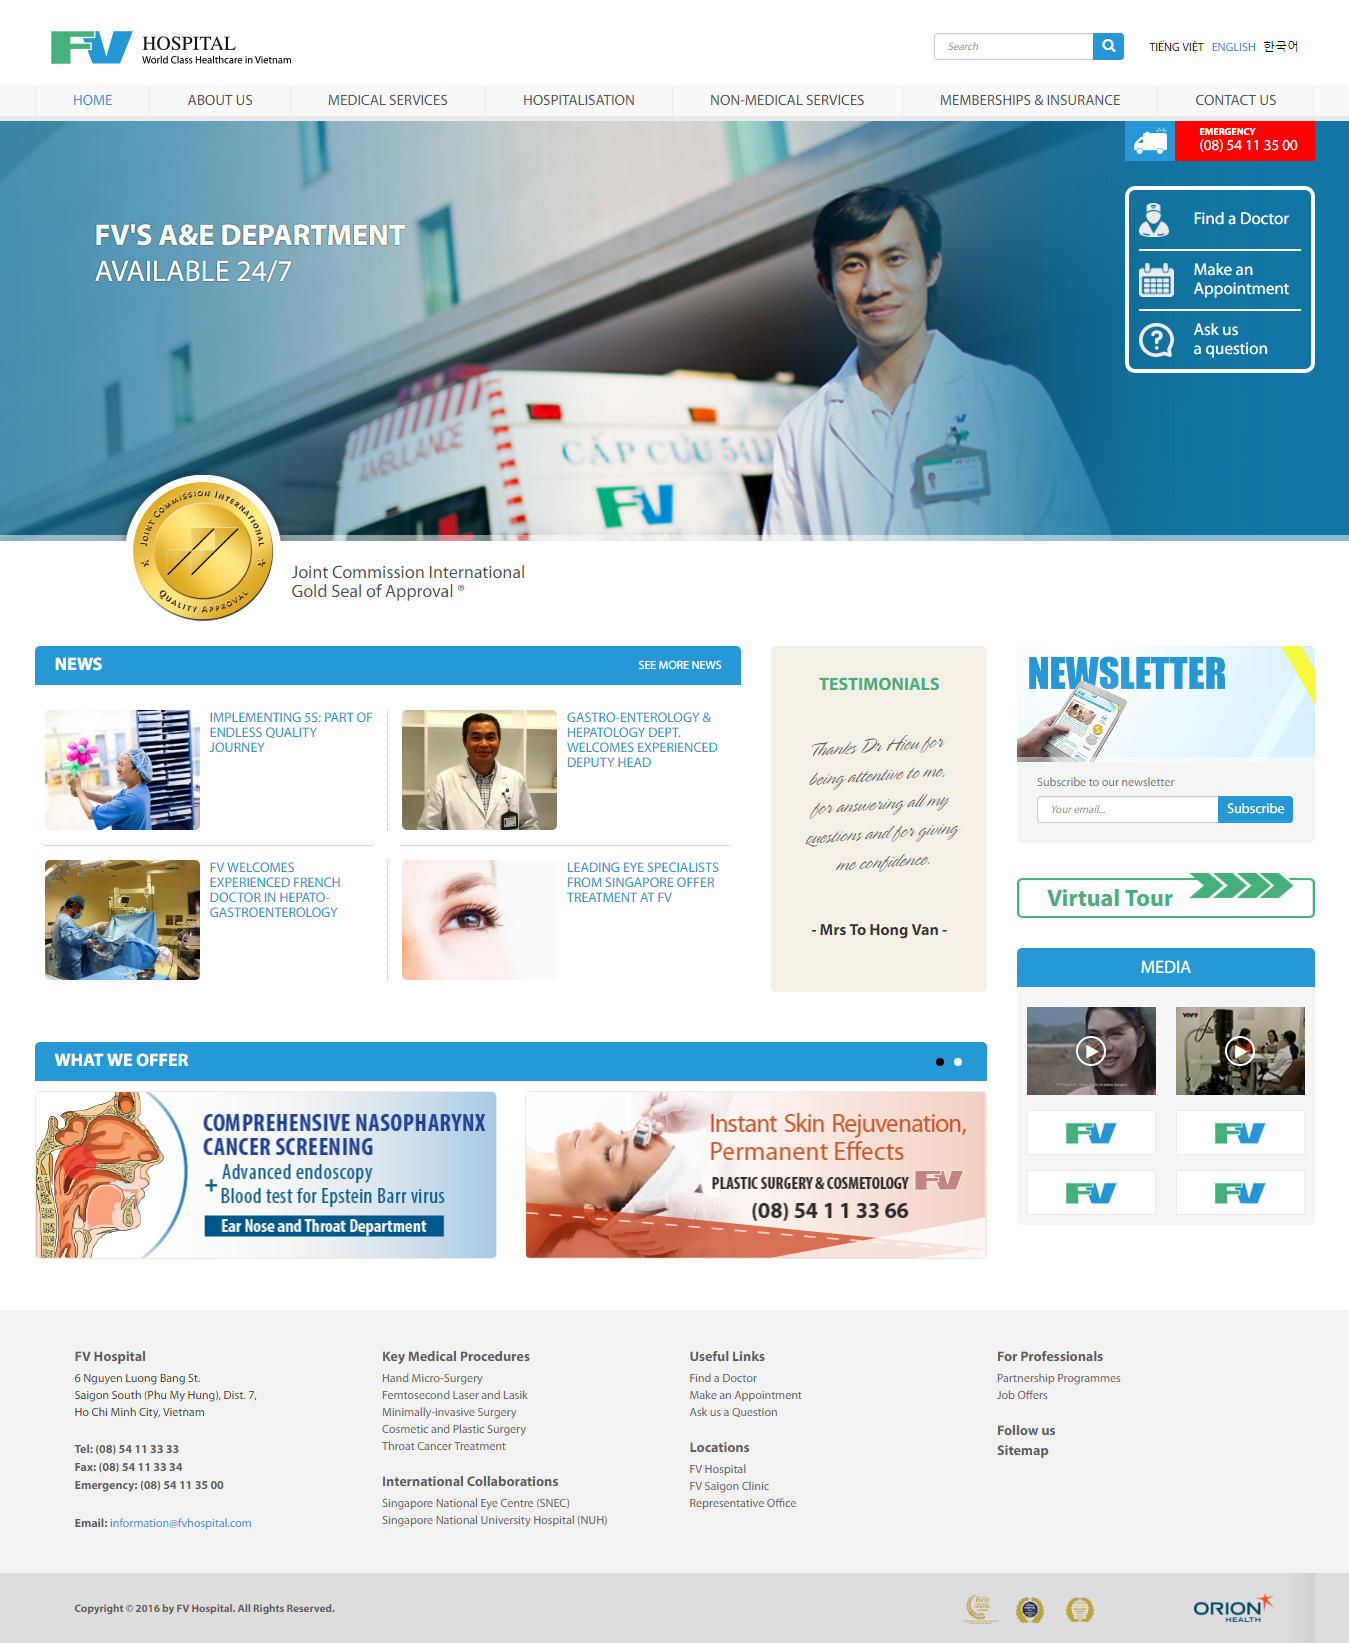 FV HOSPITAL
World Class Healthcare in Vietnam
Search
TIẾNG VIỆT ENGLISH 한국어
HOME ABOUT US MEDICAL SERVICES HOSPITALISATION NON-MEDICAL SERVICES MEMBERSHIPS & INSURANCE CONTACT US
EMERGENCY
(08) 54 11 35 00
FV'S A&E DEPARTMENT
AVAILABLE 24/7
Find a Doctor
Make an
Appointment
Ask us
a question
AMBULANCE
CẤP CỨU 5411
FV
JOINT COMMISSION INTERNATIONAL
QUALITY APPROVAL
Joint Commission International
Gold Seal of Approval ®
NEWS
SEE MORE NEWS
IMPLEMENTING 5S: PART OF
ENDLESS QUALITY
JOURNEY
GASTRO-ENTEROLOGY &
HEPATOLOGY DEPT.
WELCOMES EXPERIENCED
DEPUTY HEAD
FV WELCOMES
EXPERIENCED FRENCH
DOCTOR IN HEPATO-
GASTROENTEROLOGY
LEADING EYE SPECIALISTS
FROM SINGAPORE OFFER
TREATMENT AT FV
TESTIMONIALS
Thanks Dr Hieu for
being attentive to me,
for answering all my
questions and for giving
me confidence.
- Mrs To Hong Van -
NEWSLETTER
Subscribe to our newsletter
Your email...
Subscribe
Virtual Tour
MEDIA
VTV9
FV
FV
FV
FV
WHAT WE OFFER
COMPREHENSIVE NASOPHARYNX
CANCER SCREENING
Advanced endoscopy
+
Blood test for Epstein Barr virus
Ear Nose and Throat Department
Instant Skin Rejuvenation,
Permanent Effects
PLASTIC SURGERY & COSMETOLOGY FV
(08) 54 1 1 33 66
FV Hospital
6 Nguyen Luong Bang St.
Saigon South (Phu My Hung), Dist. 7,
Ho Chi Minh City, Vietnam
Tel: (08) 54 11 33 33
Fax: (08) 54 11 33 34
Emergency: (08) 54 11 35 00
Email: information@fvhospital.com
Key Medical Procedures
Hand Micro-Surgery
Femtosecond Laser and Lasik
Minimally-invasive Surgery
Cosmetic and Plastic Surgery
Throat Cancer Treatment
International Collaborations
Singapore National Eye Centre (SNEC)
Singapore National University Hospital (NUH)
Useful Links
Find a Doctor
Make an Appointment
Ask us a Question
Locations
FV Hospital
FV Saigon Clinic
Representative Office
For Professionals
Partnership Programmes
Job Offers
Follow us
Sitemap
Copyright © 2016 by FV Hospital. All Rights Reserved.
Best
ORION
HEALTH